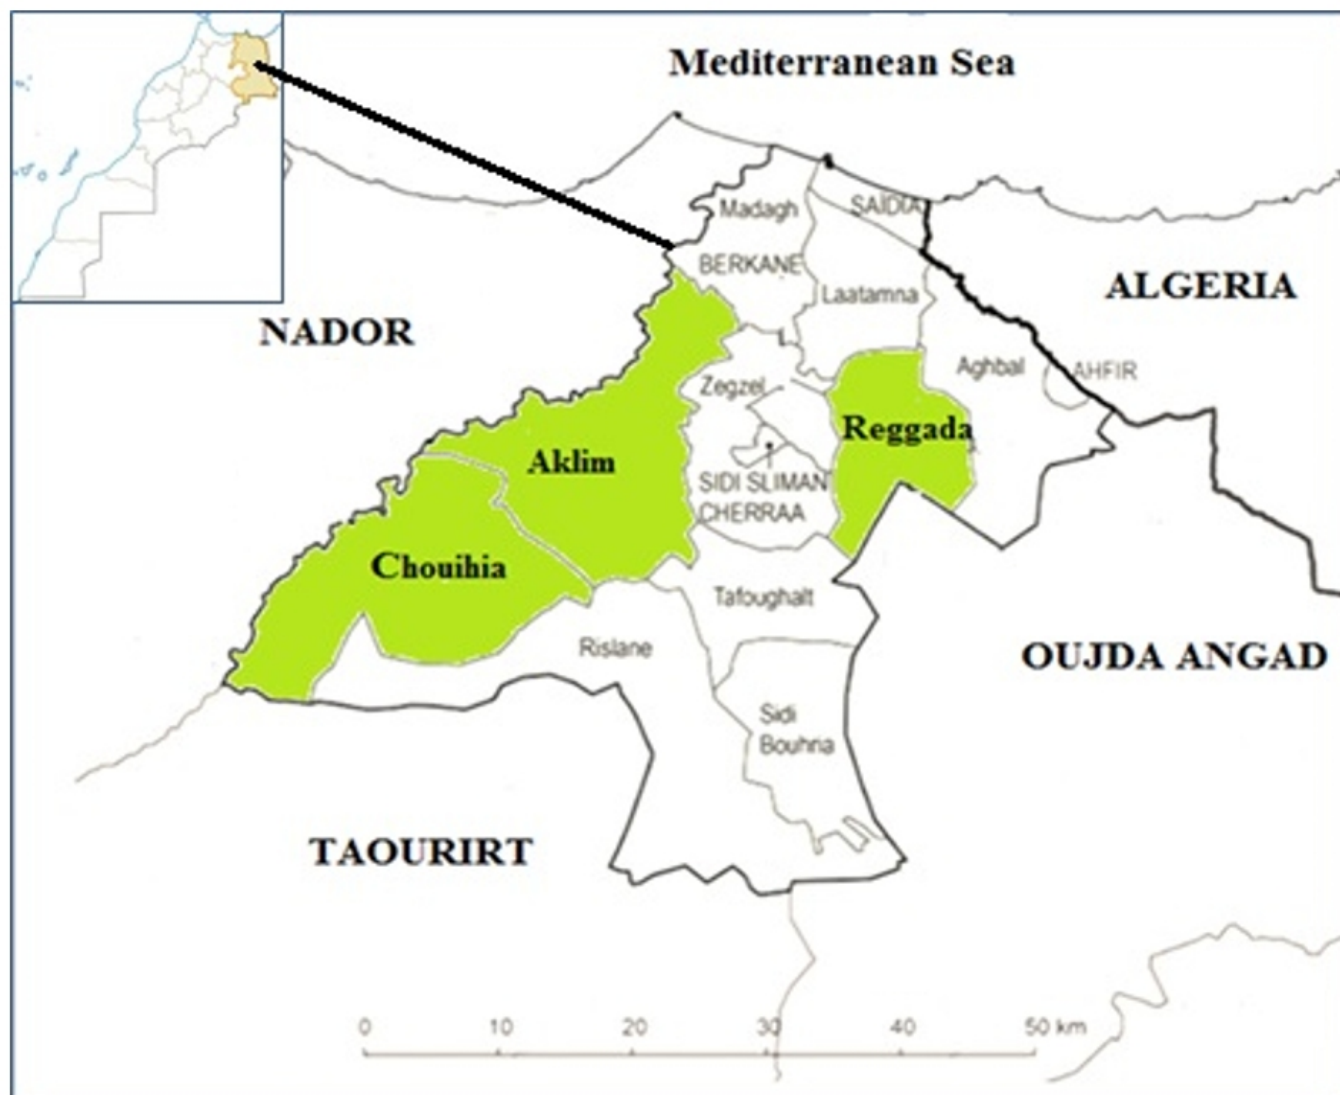 Mediterranean Sea
Madagh
SAÏDIA
BERKANE
ALGERIA
Laatamna
NADOR
Aghbal
AHFIR
Zegzel
Reggada
Aklim
SIDI SLIMAN
CHERRAA
Chouihia
Tafoughalt
Rislane
OUJDA ANGAD
Sidi
Bouhria
TAOURIRT
0 10 20 30 40 50 km